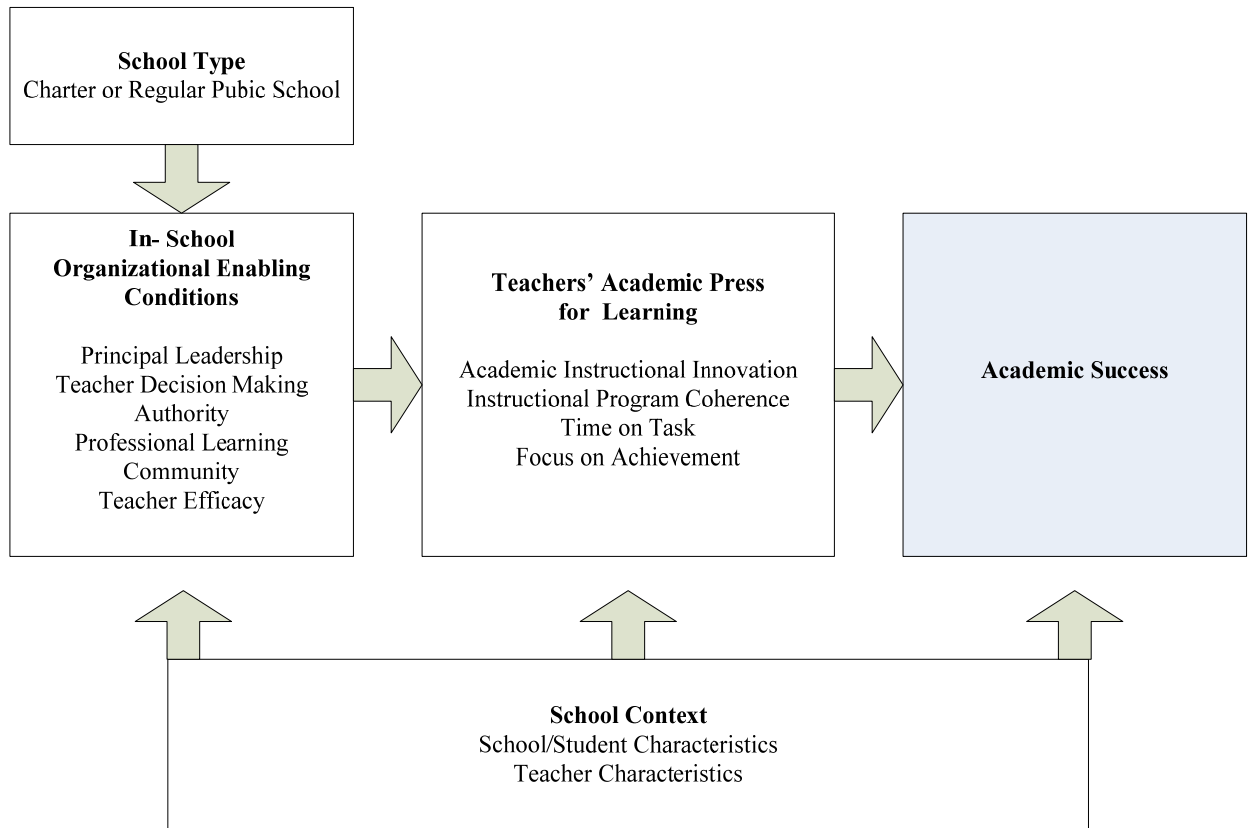 School Type
Charter or Regular Pubic School
In- School
Organizational Enabling
Conditions
Principal Leadership
Teacher Decision Making
Authority
Professional Learning
Community
Teacher Efficacy
Teachers’ Academic Press
for Learning
Academic Instructional Innovation
Instructional Program Coherence
Time on Task
Focus on Achievement
Academic Success
School Context
School/Student Characteristics
Teacher Characteristics